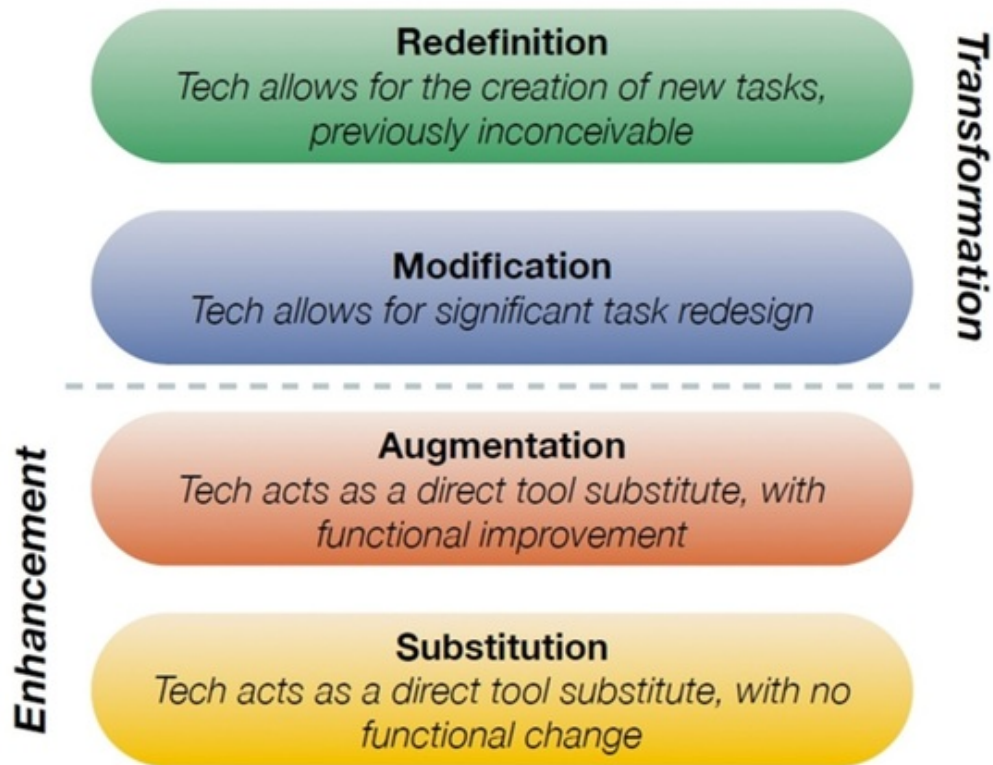 Redefinition
Tech allows for the creation of new tasks,
previously inconceivable
Transformation
Modification
Tech allows for significant task redesign
Augmentation
Tech acts as a direct tool substitute, with
functional improvement
Enhancement
Substitution
Tech acts as a direct tool substitute, with no
functional change